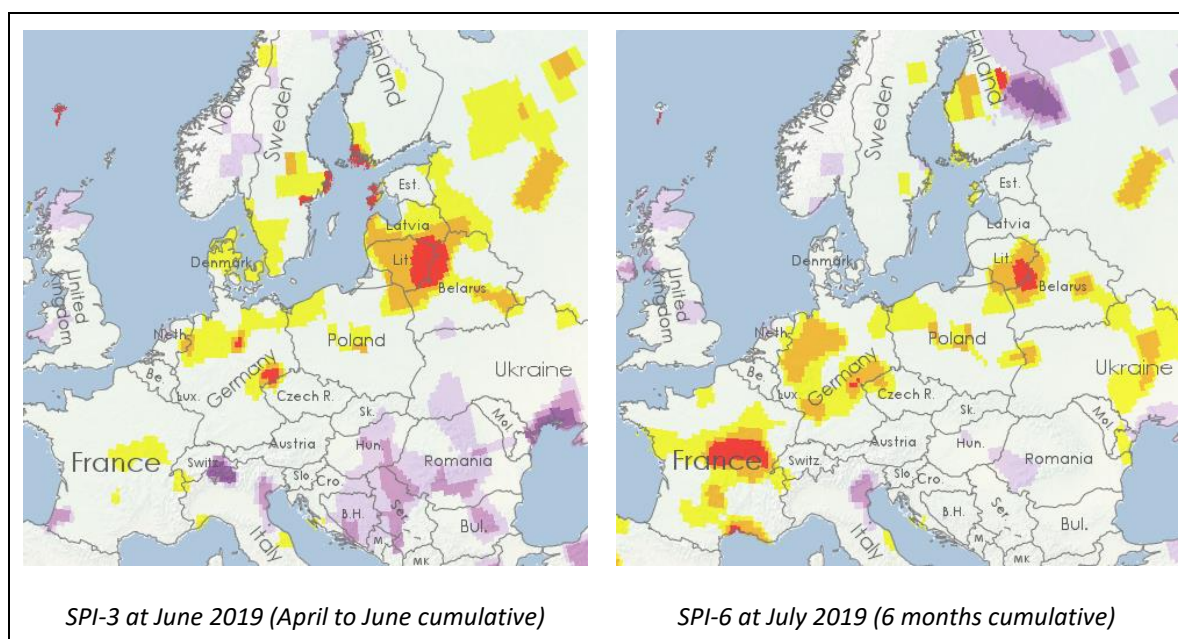 Norway
Sweden
Finland
Est.
Latvia
Lit.
Denmark
Belarus
United
Kingdom
Neth.
Poland
Be.
Germany
Lux.
Czech R.
Ukraine
Sk.
Mol.
Austria
Hun.
France
Switz.
Slo.
Cro.
Romania
B.H.
Ser.
Italy
M.
Bul.
MK
SPI-3 at June 2019 (April to June cumulative)
Norway
Sweden
Finland
Est.
Latvia
Lit.
Denmark
Belarus
United
Kingdom
Neth.
Poland
Be.
Germany
Lux.
Czech R.
Ukraine
Sk.
Mol.
Austria
Hun.
France
Switz.
Slo.
Cro.
Romania
B.H.
Ser.
Italy
M.
Bul.
MK
SPI-6 at July 2019 (6 months cumulative)